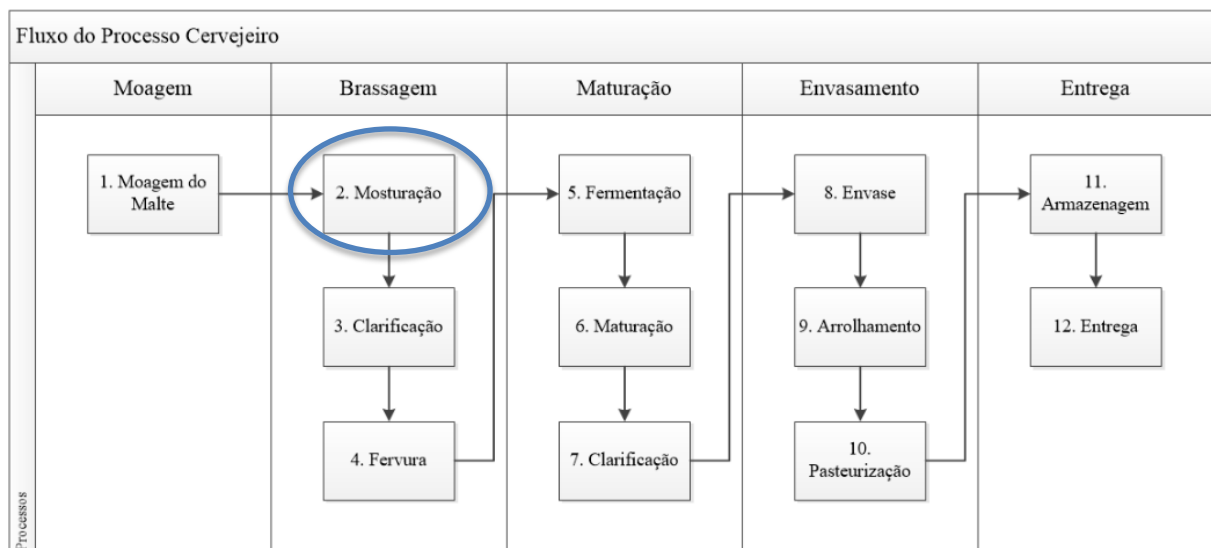 Fluxo do Processo Cervejeiro
Moagem
Brassagem
Maturação
Envasamento
Entrega
1. Moagem do
Malte
2. Mosturação
3. Clarificação
4. Fervura
5. Fermentação
6. Maturação
7. Clarificação
8. Envase
9. Arrolhamento
10.
Pasteurização
11.
Armazenagem
12. Entrega
Processos